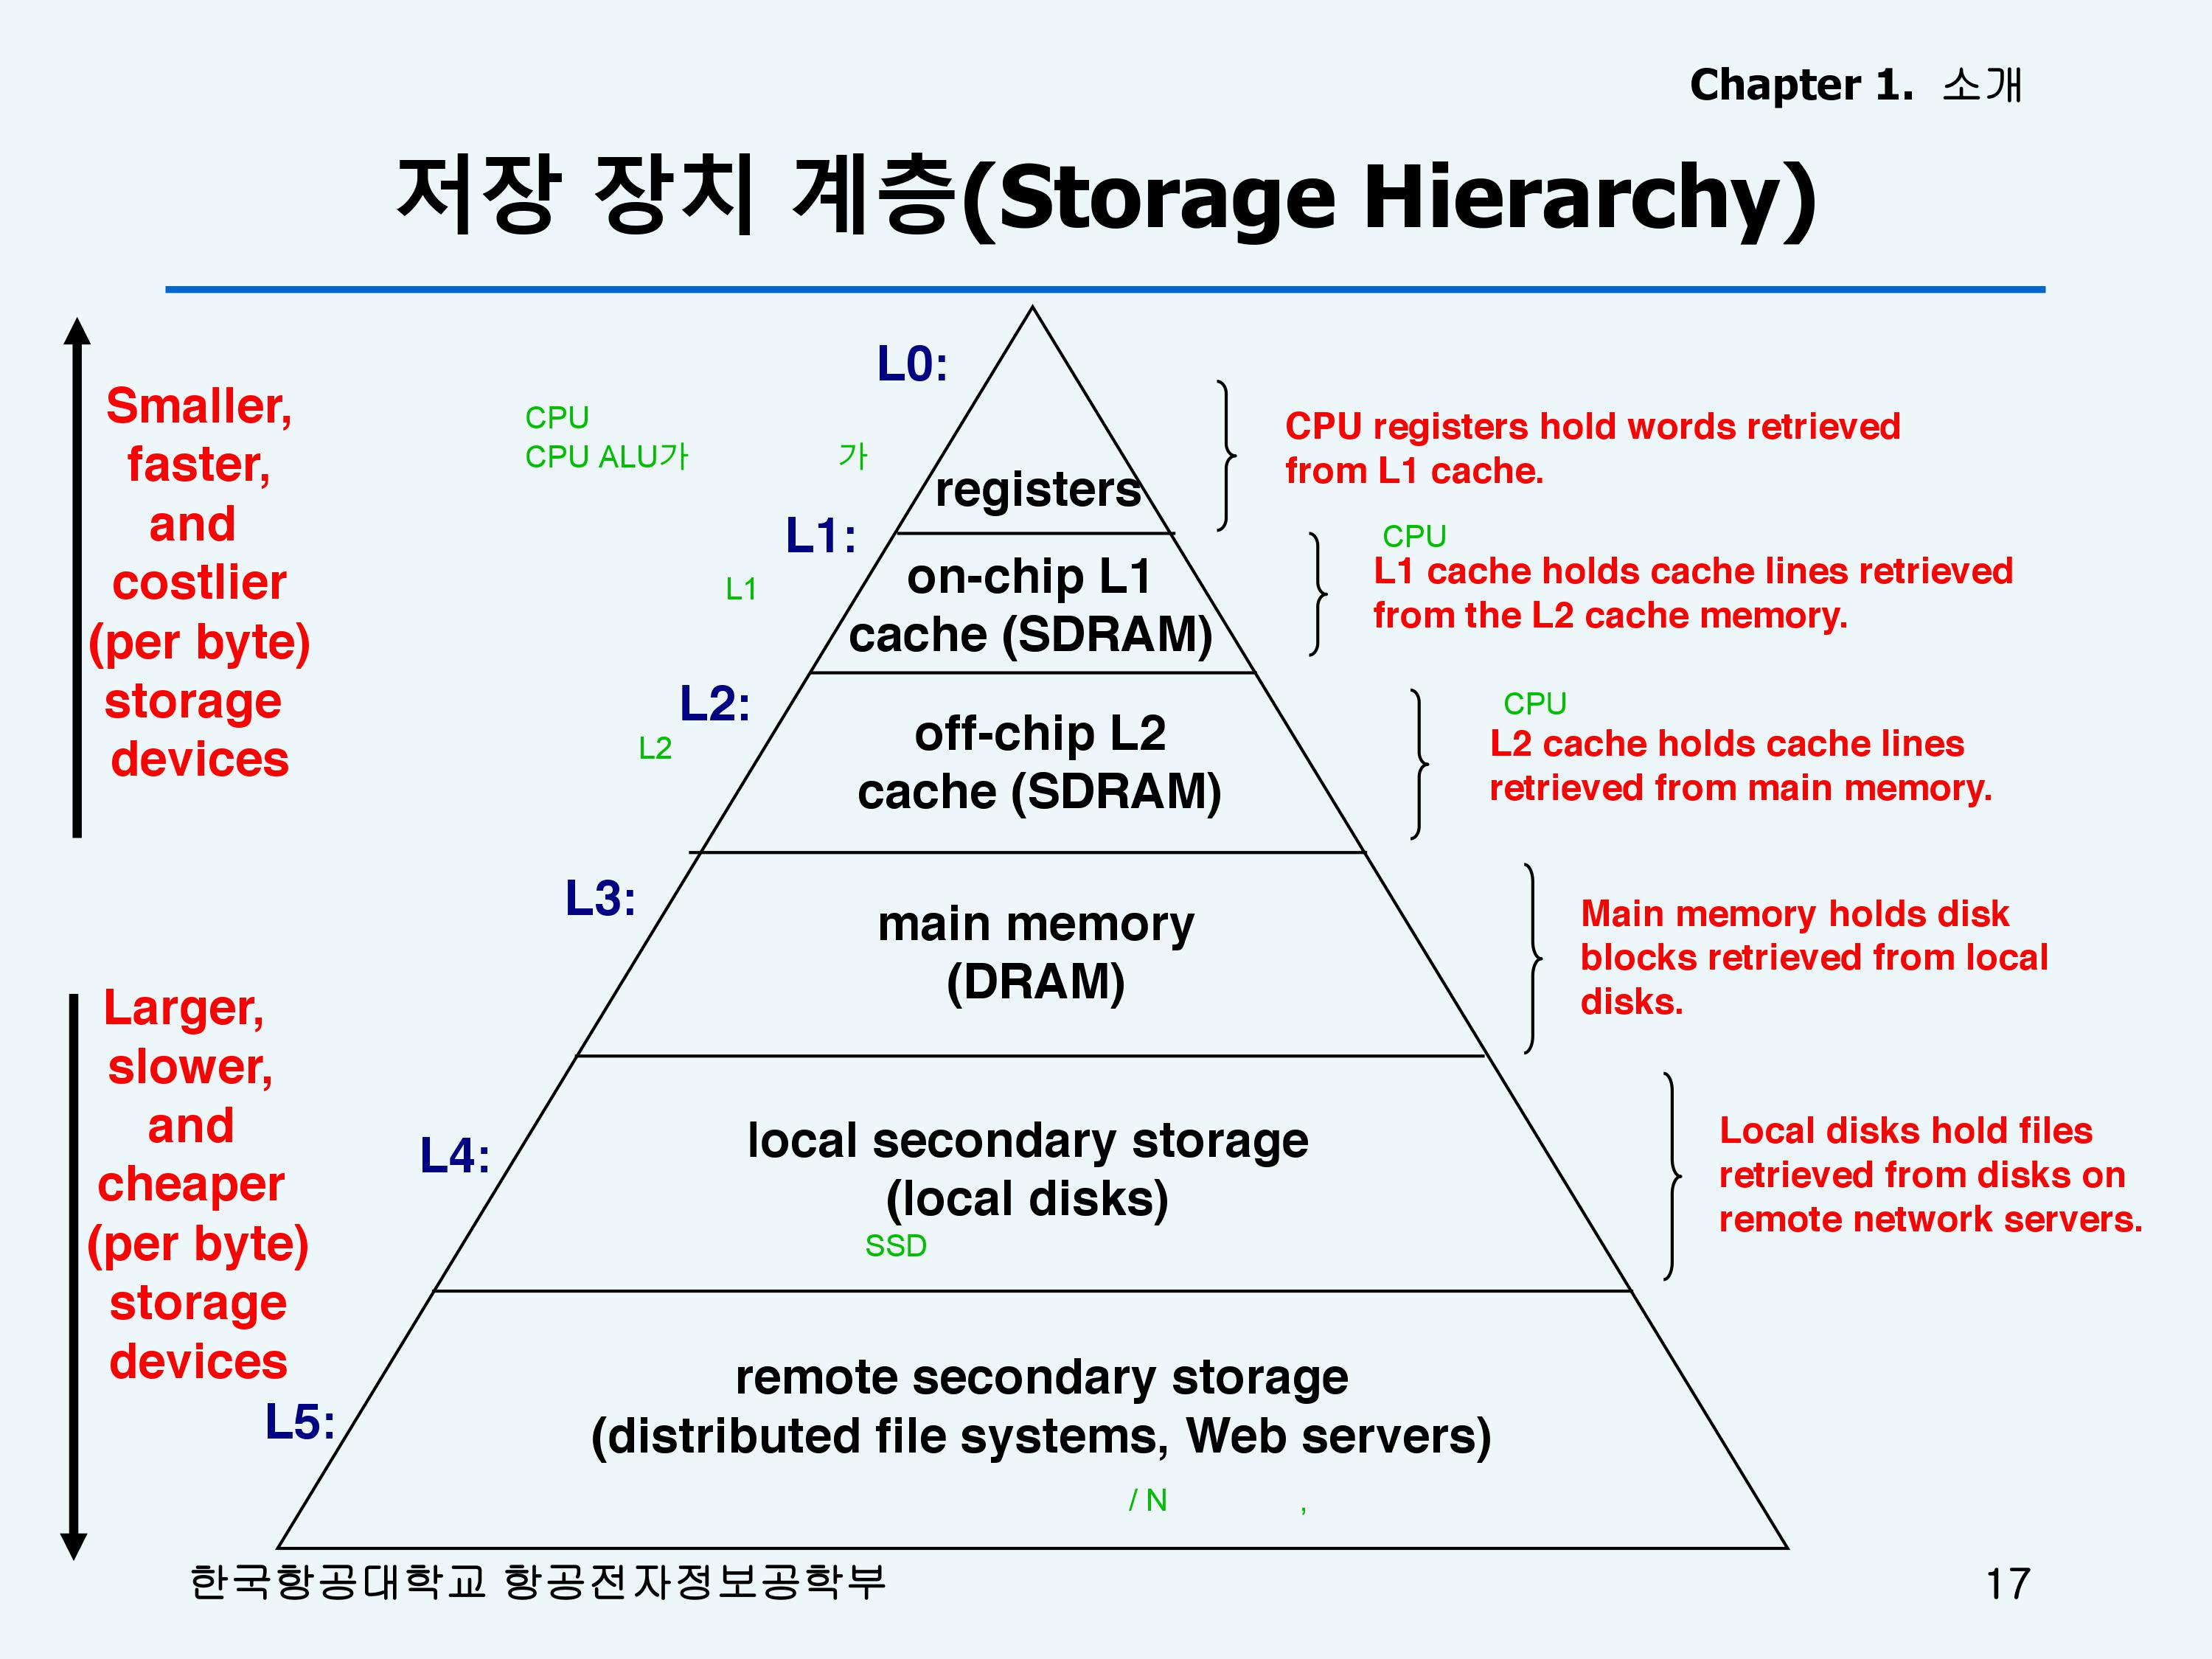 Chapter 1. 소개
저장 장치 계층(Storage Hierarchy)
Smaller,
faster,
and
costlier
(per byte)
storage
devices
Larger,
slower,
and
cheaper
(per byte)
storage
devices
L0:
CPU
CPU ALU가 가
registers
CPU registers hold words retrieved
from L1 cache.
L1:
L1
on-chip L1
cache (SDRAM)
CPU
L1 cache holds cache lines retrieved
from the L2 cache memory.
L2:
L2
off-chip L2
cache (SDRAM)
CPU
L2 cache holds cache lines
retrieved from main memory.
L3:
main memory
(DRAM)
Main memory holds disk
blocks retrieved from local
disks.
L4:
local secondary storage
(local disks)
SSD
Local disks hold files
retrieved from disks on
remote network servers.
L5:
remote secondary storage
(distributed file systems, Web servers)
/ N ,
한국항공대학교 항공전자정보공학부
17